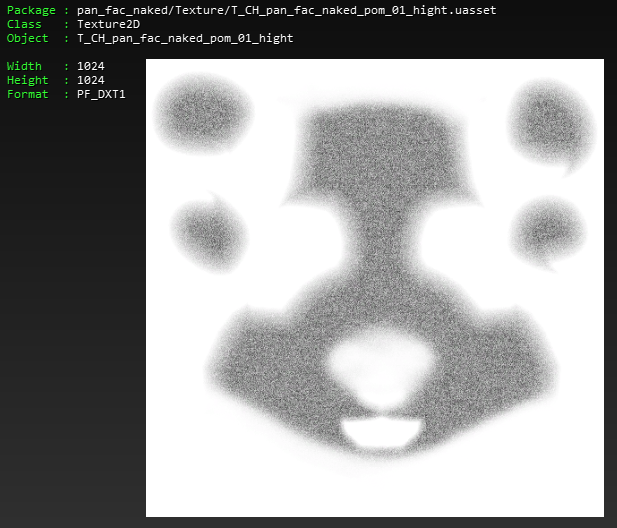 Package : pan_fac_naked/Texture/T_CH_pan_fac_naked_pom_01_hight.uasset
Class : Texture2D
Object : T_CH_pan_fac_naked_pom_01_hight
Width : 1024
Height : 1024
Format : PF_DXT1